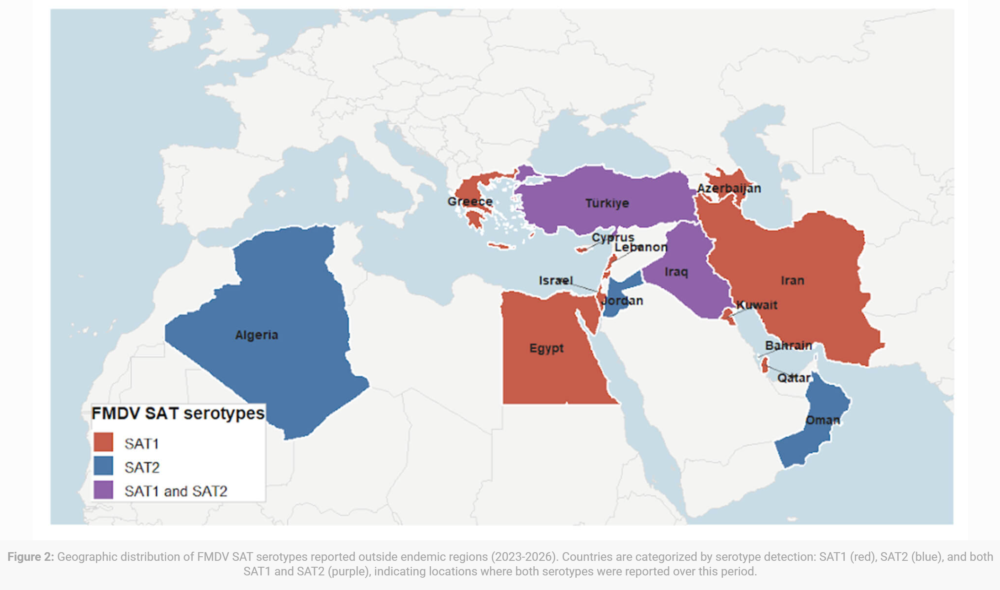 Greece
Türkiye
Azerbaijan
Cyprus
Lebanon
Israel
Iraq
Iran
Jordan
Kuwait
Algeria
Egypt
Bahrain
Qatar
Oman
FMDV SAT serotypes
SAT1
SAT2
SAT1 and SAT2
Figure 2: Geographic distribution of FMDV SAT serotypes reported outside endemic regions (2023-2026). Countries are categorized by serotype detection: SAT1 (red), SAT2 (blue), and both
SAT1 and SAT2 (purple), indicating locations where both serotypes were reported over this period.